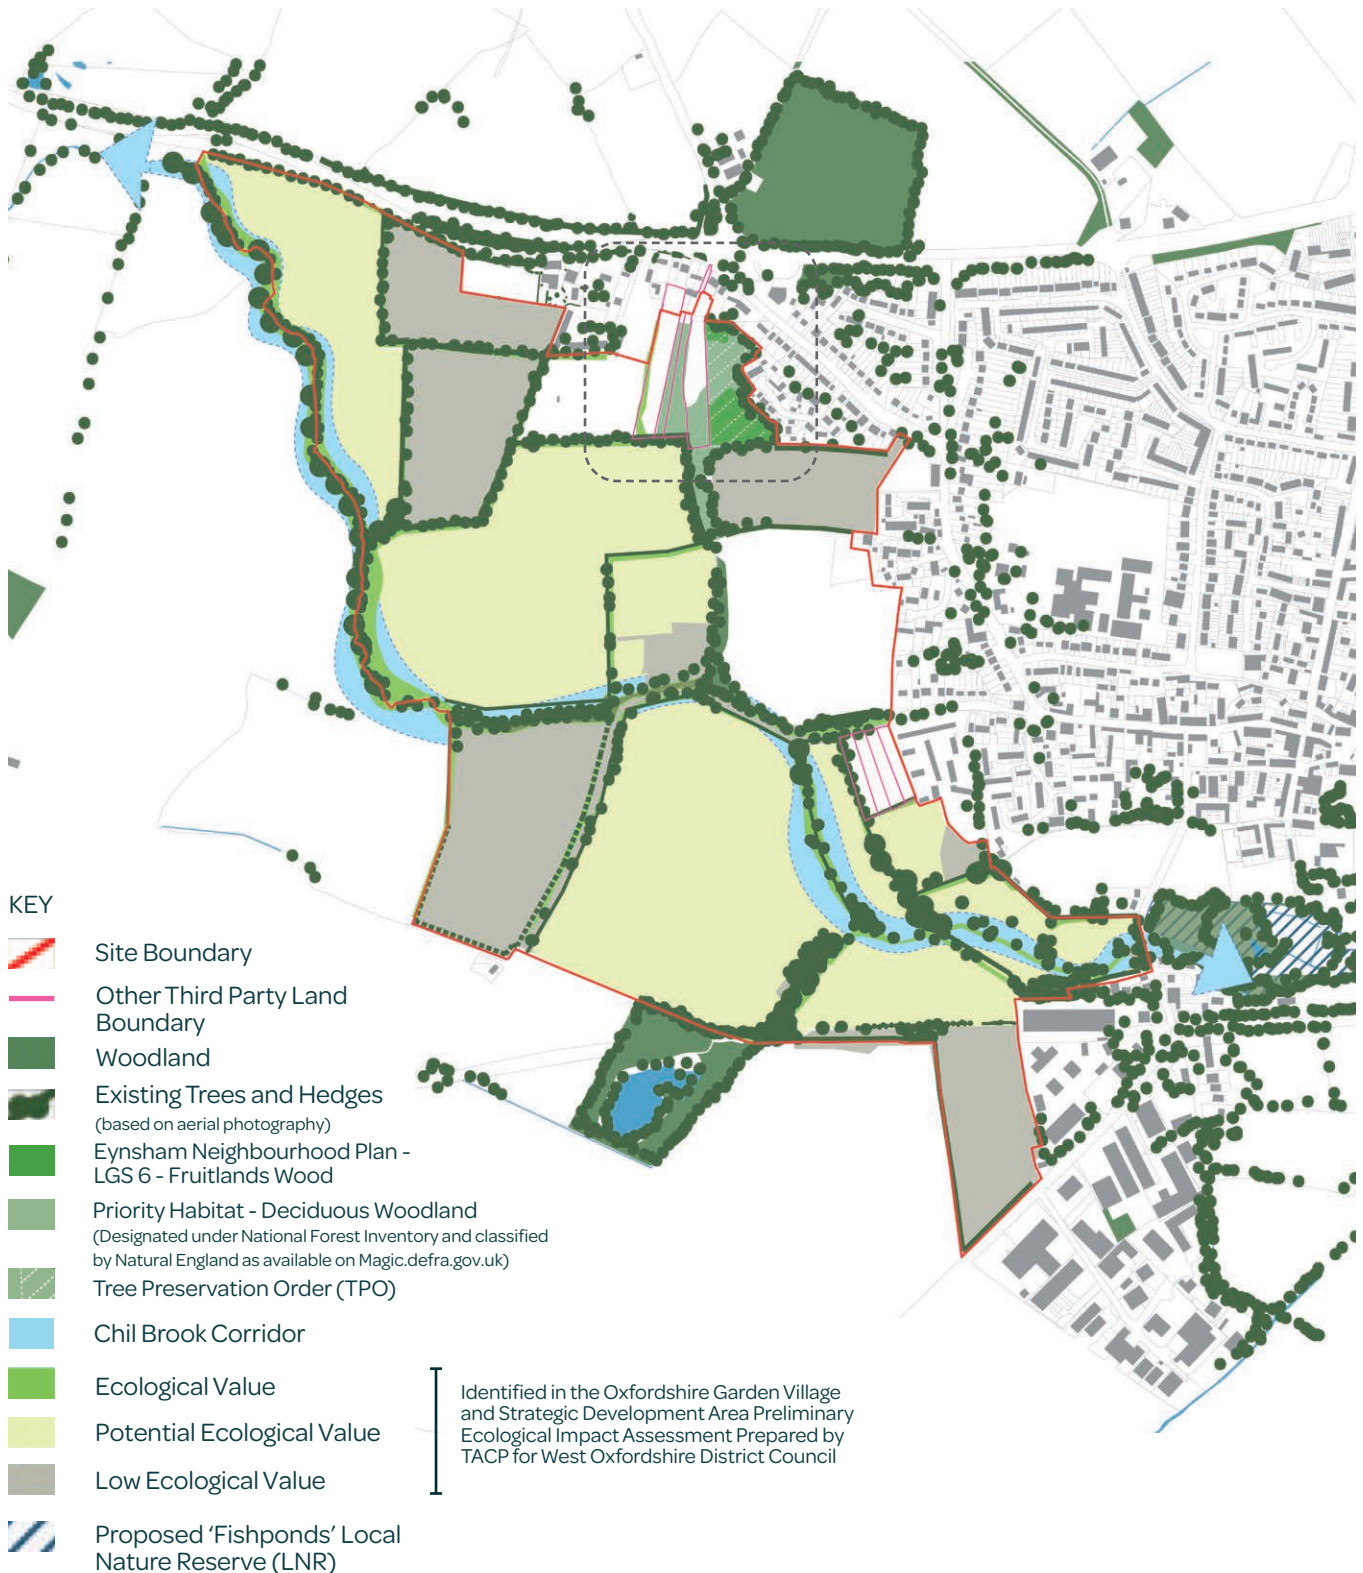 KEY
Site Boundary
Other Third Party Land
Boundary
Woodland
Existing Trees and Hedges
(based on aerial photography)
Eynsham Neighbourhood Plan -
LGS 6 - Fruitlands Wood
Priority Habitat - Deciduous Woodland
(Designated under National Forest Inventory and classified
by Natural England as available on Magic.defra.gov.uk)
Tree Preservation Order (TPO)
Chil Brook Corridor
Ecological Value
Potential Ecological Value
Low Ecological Value
Identified in the Oxfordshire Garden Village
and Strategic Development Area Preliminary
Ecological Impact Assessment Prepared by
TACP for West Oxfordshire District Council
Proposed ‘Fishponds’ Local
Nature Reserve (LNR)